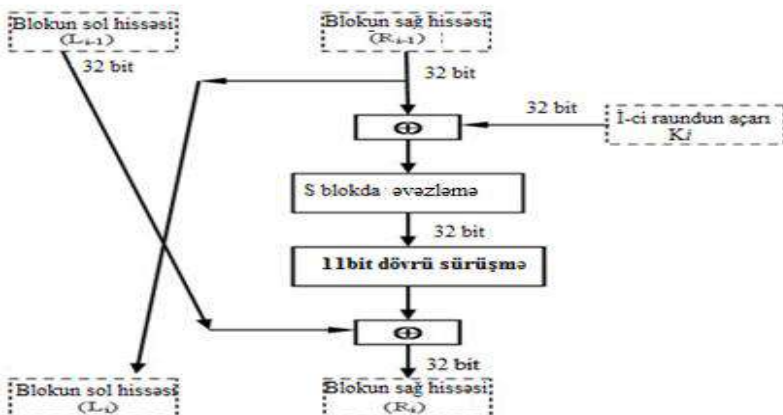 Blokun sol hissəsi
(Lᵢ₋₁)
Blokun sağ hissəsi
(Rᵢ₋₁)
32 bit
32 bit
32 bit
İ-ci raundun açarı
Ki
⊕
S blokda əvəzləmə
32 bit
11bit dövrü sürüşmə
⊕
32 bit
Blokun sol hissəsi
(Lᵢ)
Blokun sağ hissəsi
(Rᵢ)